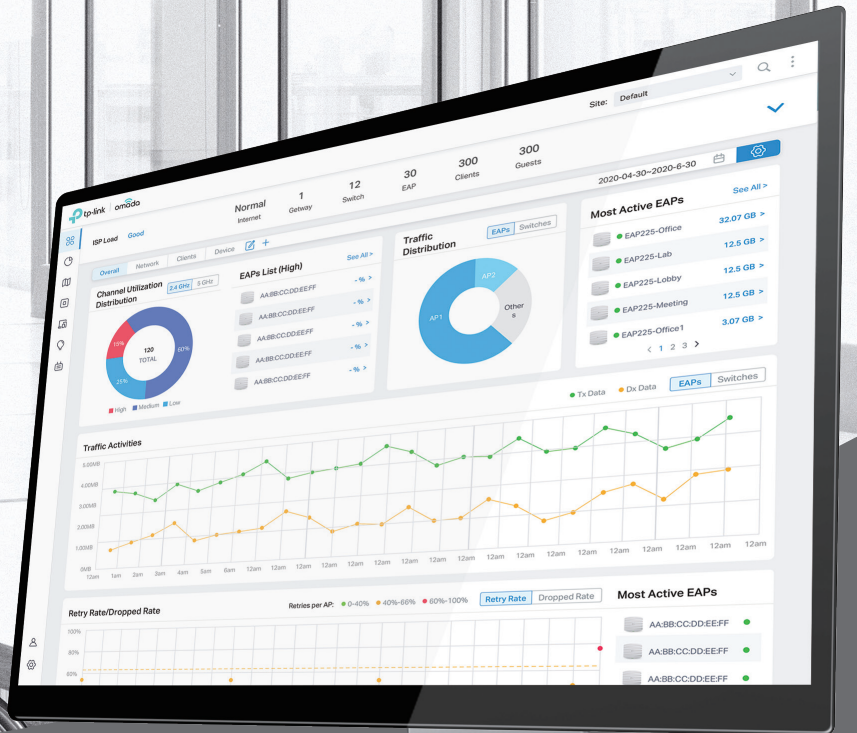 Site: Default
tp-link | omada
ISP Load Good
Normal
Internet
1
Getway
12
Switch
30
EAP
300
Clients
300
Guests
2020-04-30~2020-6-30
Overall Network Clients Device
Channel Utilization
Distribution
2.4 GHz 5 GHz
15%
60%
25%
120
TOTAL
High Medium Low
EAPs List (High)
See All >
AA:BB:CC:DD:EE:FF - % >
AA:BB:CC:DD:EE:FF - % >
AA:BB:CC:DD:EE:FF - % >
AA:BB:CC:DD:EE:FF - % >
AA:BB:CC:DD:EE:FF - % >
Traffic
Distribution
EAPs Switches
AP1
AP2
Other
s
Most Active EAPs
See All >
EAP225-Office 32.07 GB >
EAP225-Lab 12.5 GB >
EAP225-Lobby 12.5 GB >
EAP225-Meeting 12.5 GB >
EAP225-Office1 3.07 GB >
< 1 2 3 >
Traffic Activities
Tx Data Dx Data EAPs Switches
5.00MB
4.00MB
3.00MB
2.00MB
1.00MB
0MB
12am 1am 2am 3am 4am 5am 6am 12am 12am 12am 12am 12am 12am 12am 12am 12am 12am 12am 12am 12am 12am
Retry Rate/Dropped Rate
Retries per AP: 0-40% 40%-66% 60%-100%
Retry Rate Dropped Rate
100%
80%
60%
Most Active EAPs
AA:BB:CC:DD:EE:FF
AA:BB:CC:DD:EE:FF
AA:BB:CC:DD:EE:FF